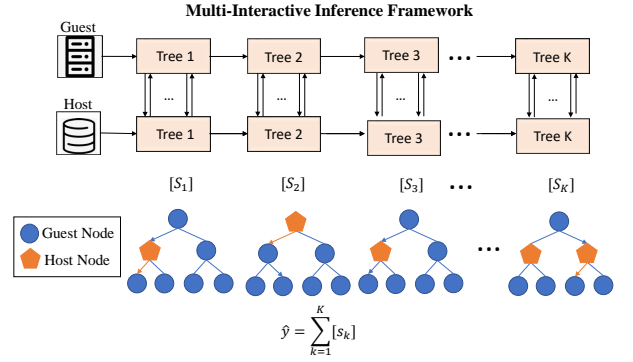 Multi-Interactive Inference Framework
Guest
Tree 1
Tree 2
Tree 3
...
Tree K
... ... ... ...
Host
Tree 1
Tree 2
Tree 3
...
Tree K
[S₁] [S₂] [S₃] ... [S_K]
Guest Node
Host Node
...
ŷ = ∑_{k=1}^{K} [s_k]